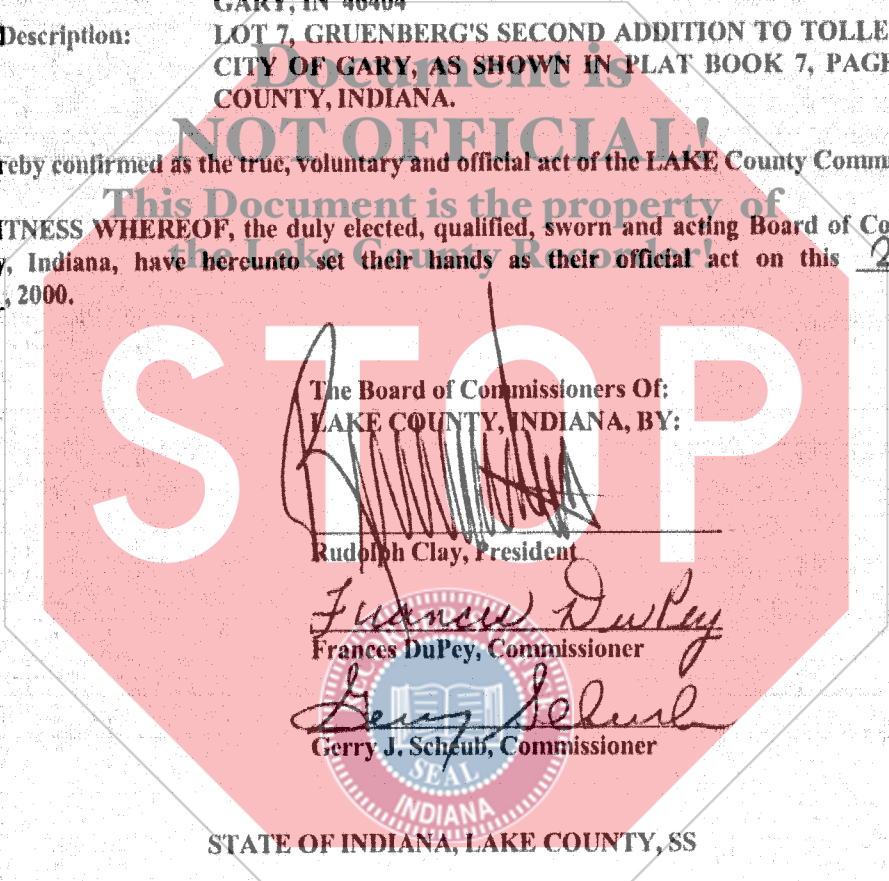 GARY, IN 46404
Description: LOT 7, GRUENBERG'S SECOND ADDITION TO TOLLE
CITY OF GARY, AS SHOWN IN PLAT BOOK 7, PAGE
COUNTY, INDIANA.
Document is
NOT OFFICIAL!
This Document is the property of
the Lake County Recorder!
reby confirmed as the true, voluntary and official act of the LAKE County Comm
TNESS WHEREOF, the duly elected, qualified, sworn and acting Board of Co
, Indiana, have hereunto set their hands as their official act on this 2
, 2000.
STOP
The Board of Commissioners Of:
LAKE COUNTY, INDIANA, BY:
Rudolph Clay, President
Frances DuPey
Frances DuPey, Commissioner
Gerry Scheub
Gerry J. Scheub, Commissioner
SEAL
INDIANA
STATE OF INDIANA, LAKE COUNTY, SS